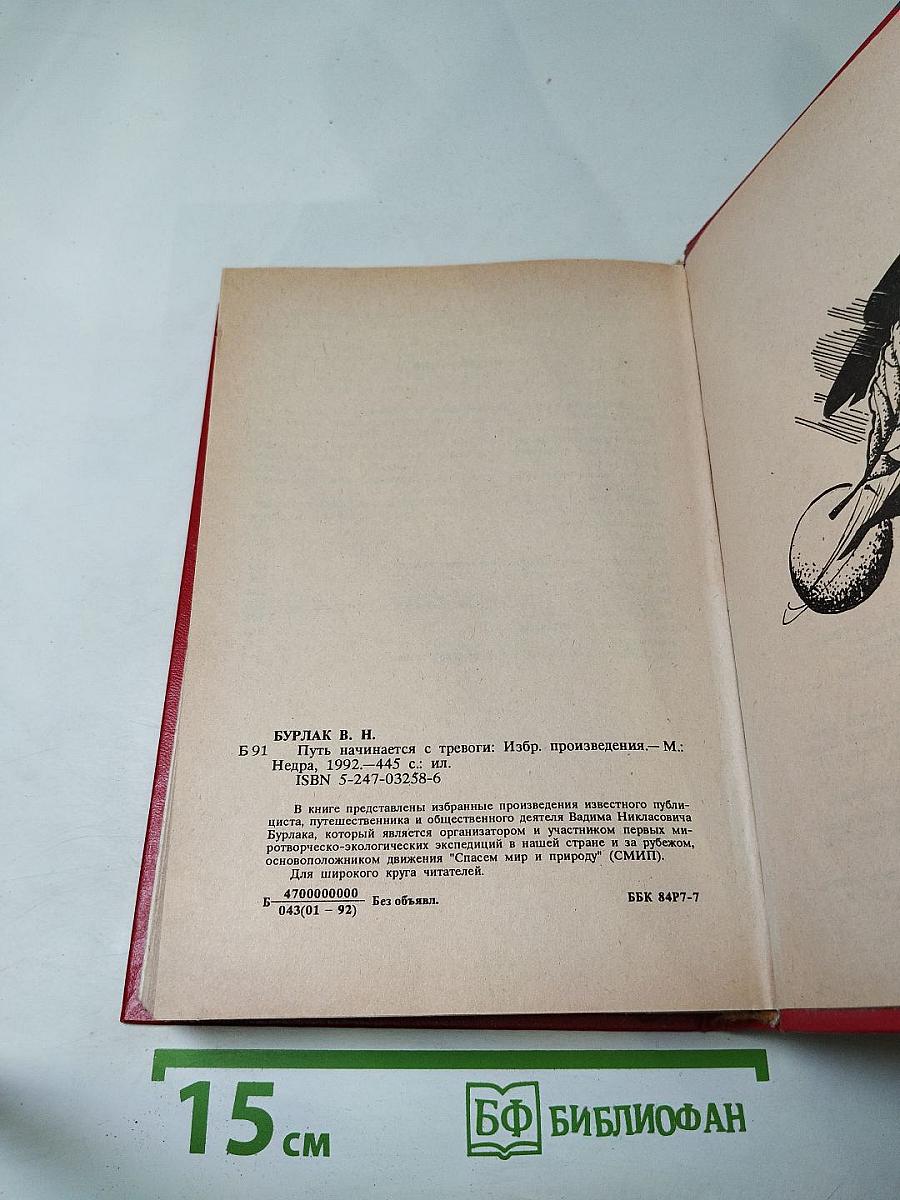 БУРЛАК В. Н.
Б 91 Путь начинается с тревоги: Избр. произведения.— М.:
Недра, 1992.—445 с.: ил.
ISBN 5-247-03258-6
В книге представлены избранные произведения известного публи-
циста, путешественника и общественного деятеля Вадима Никласовича
Бурлака, который является организатором и участником первых ми-
ротворческо-экологических экспедиций в нашей стране и за рубежом,
основоположником движения "Спасем мир и природу" (СМИП).
Для широкого круга читателей.
Б 4700000000 Без объявл. ББК 84Р7-7
043(01 – 92)
15 см
БФ БИБЛИОФАН